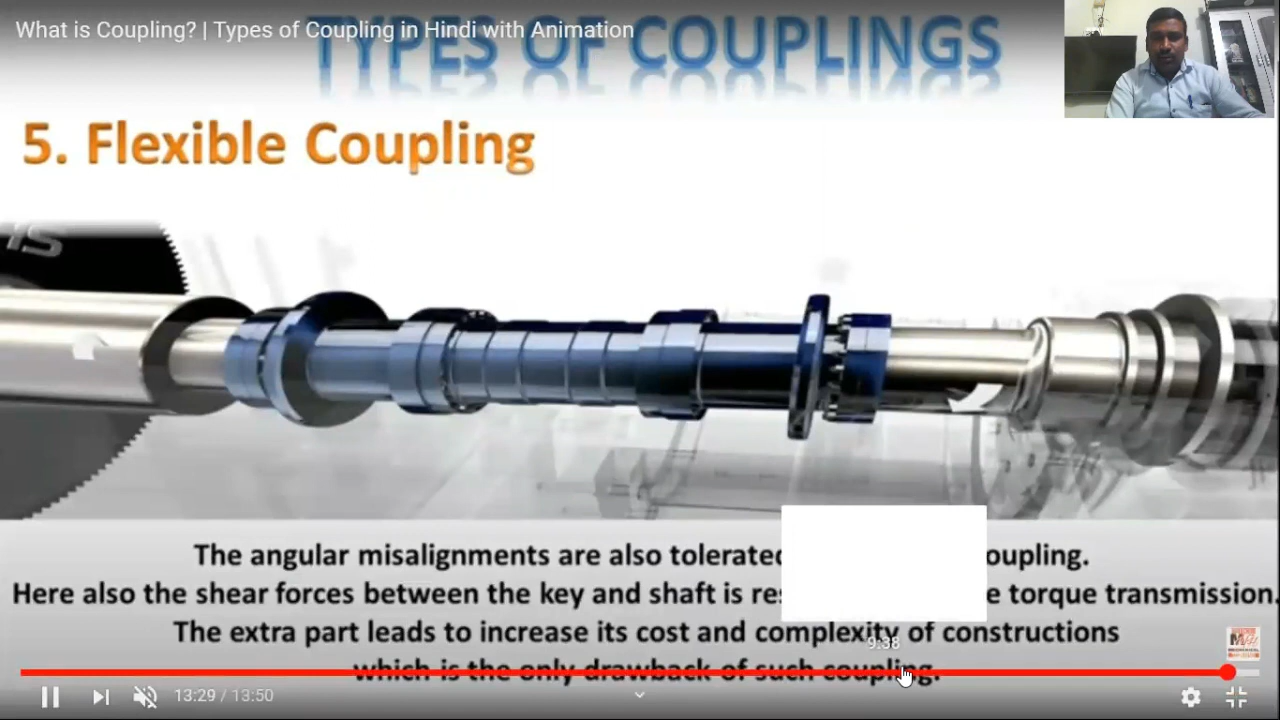 What is Coupling? | Types of Coupling in Hindi with Animation
TYPES OF COUPLINGS
5. Flexible Coupling
The angular misalignments are also tolerated oupling.
Here also the shear forces between the key and shaft is res e torque transmission.
The extra part leads to increase its cost and complexity of constructions
9:38
which is the only drawback of such coupling.
13:29 / 13:50